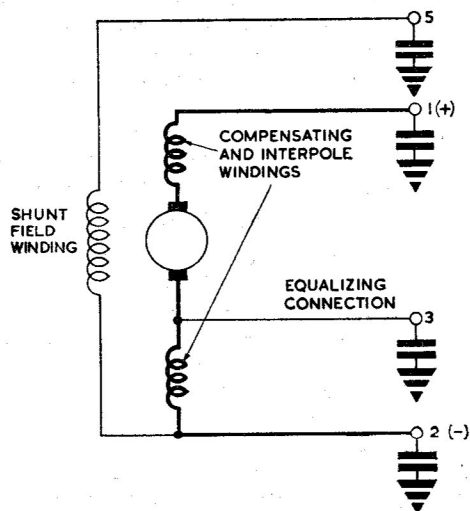 5
1(+)
COMPENSATING
AND INTERPOLE
WINDINGS
SHUNT
FIELD
WINDING
EQUALIZING
CONNECTION
3
2 (-)